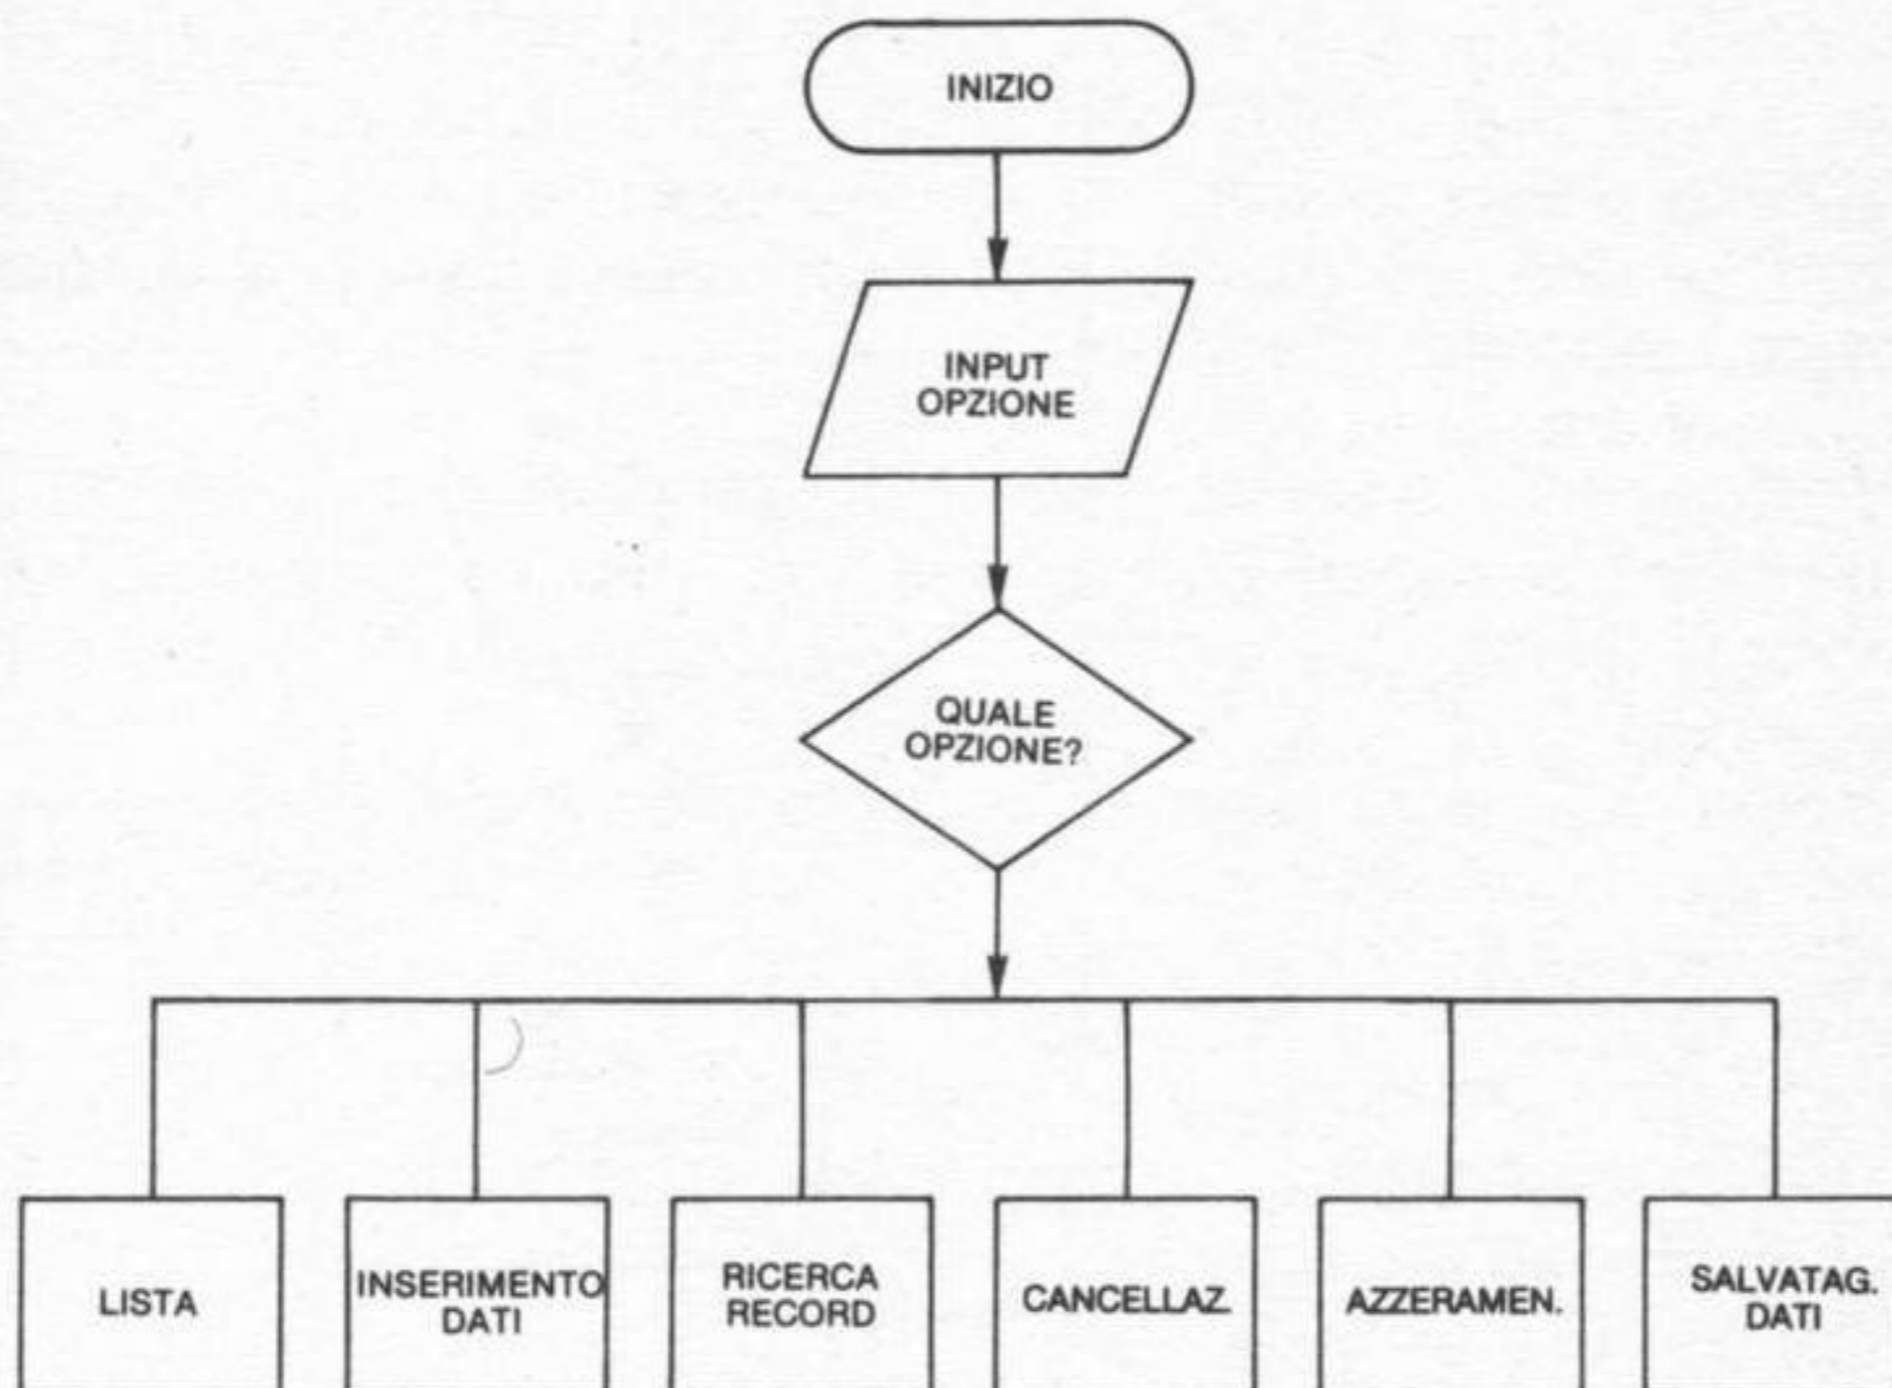 INIZIO
INPUT
OPZIONE
QUALE
OPZIONE?
LISTA
INSERIMENTO
DATI
RICERCA
RECORD
CANCELLAZ.
AZZERAMEN.
SALVATAG.
DATI